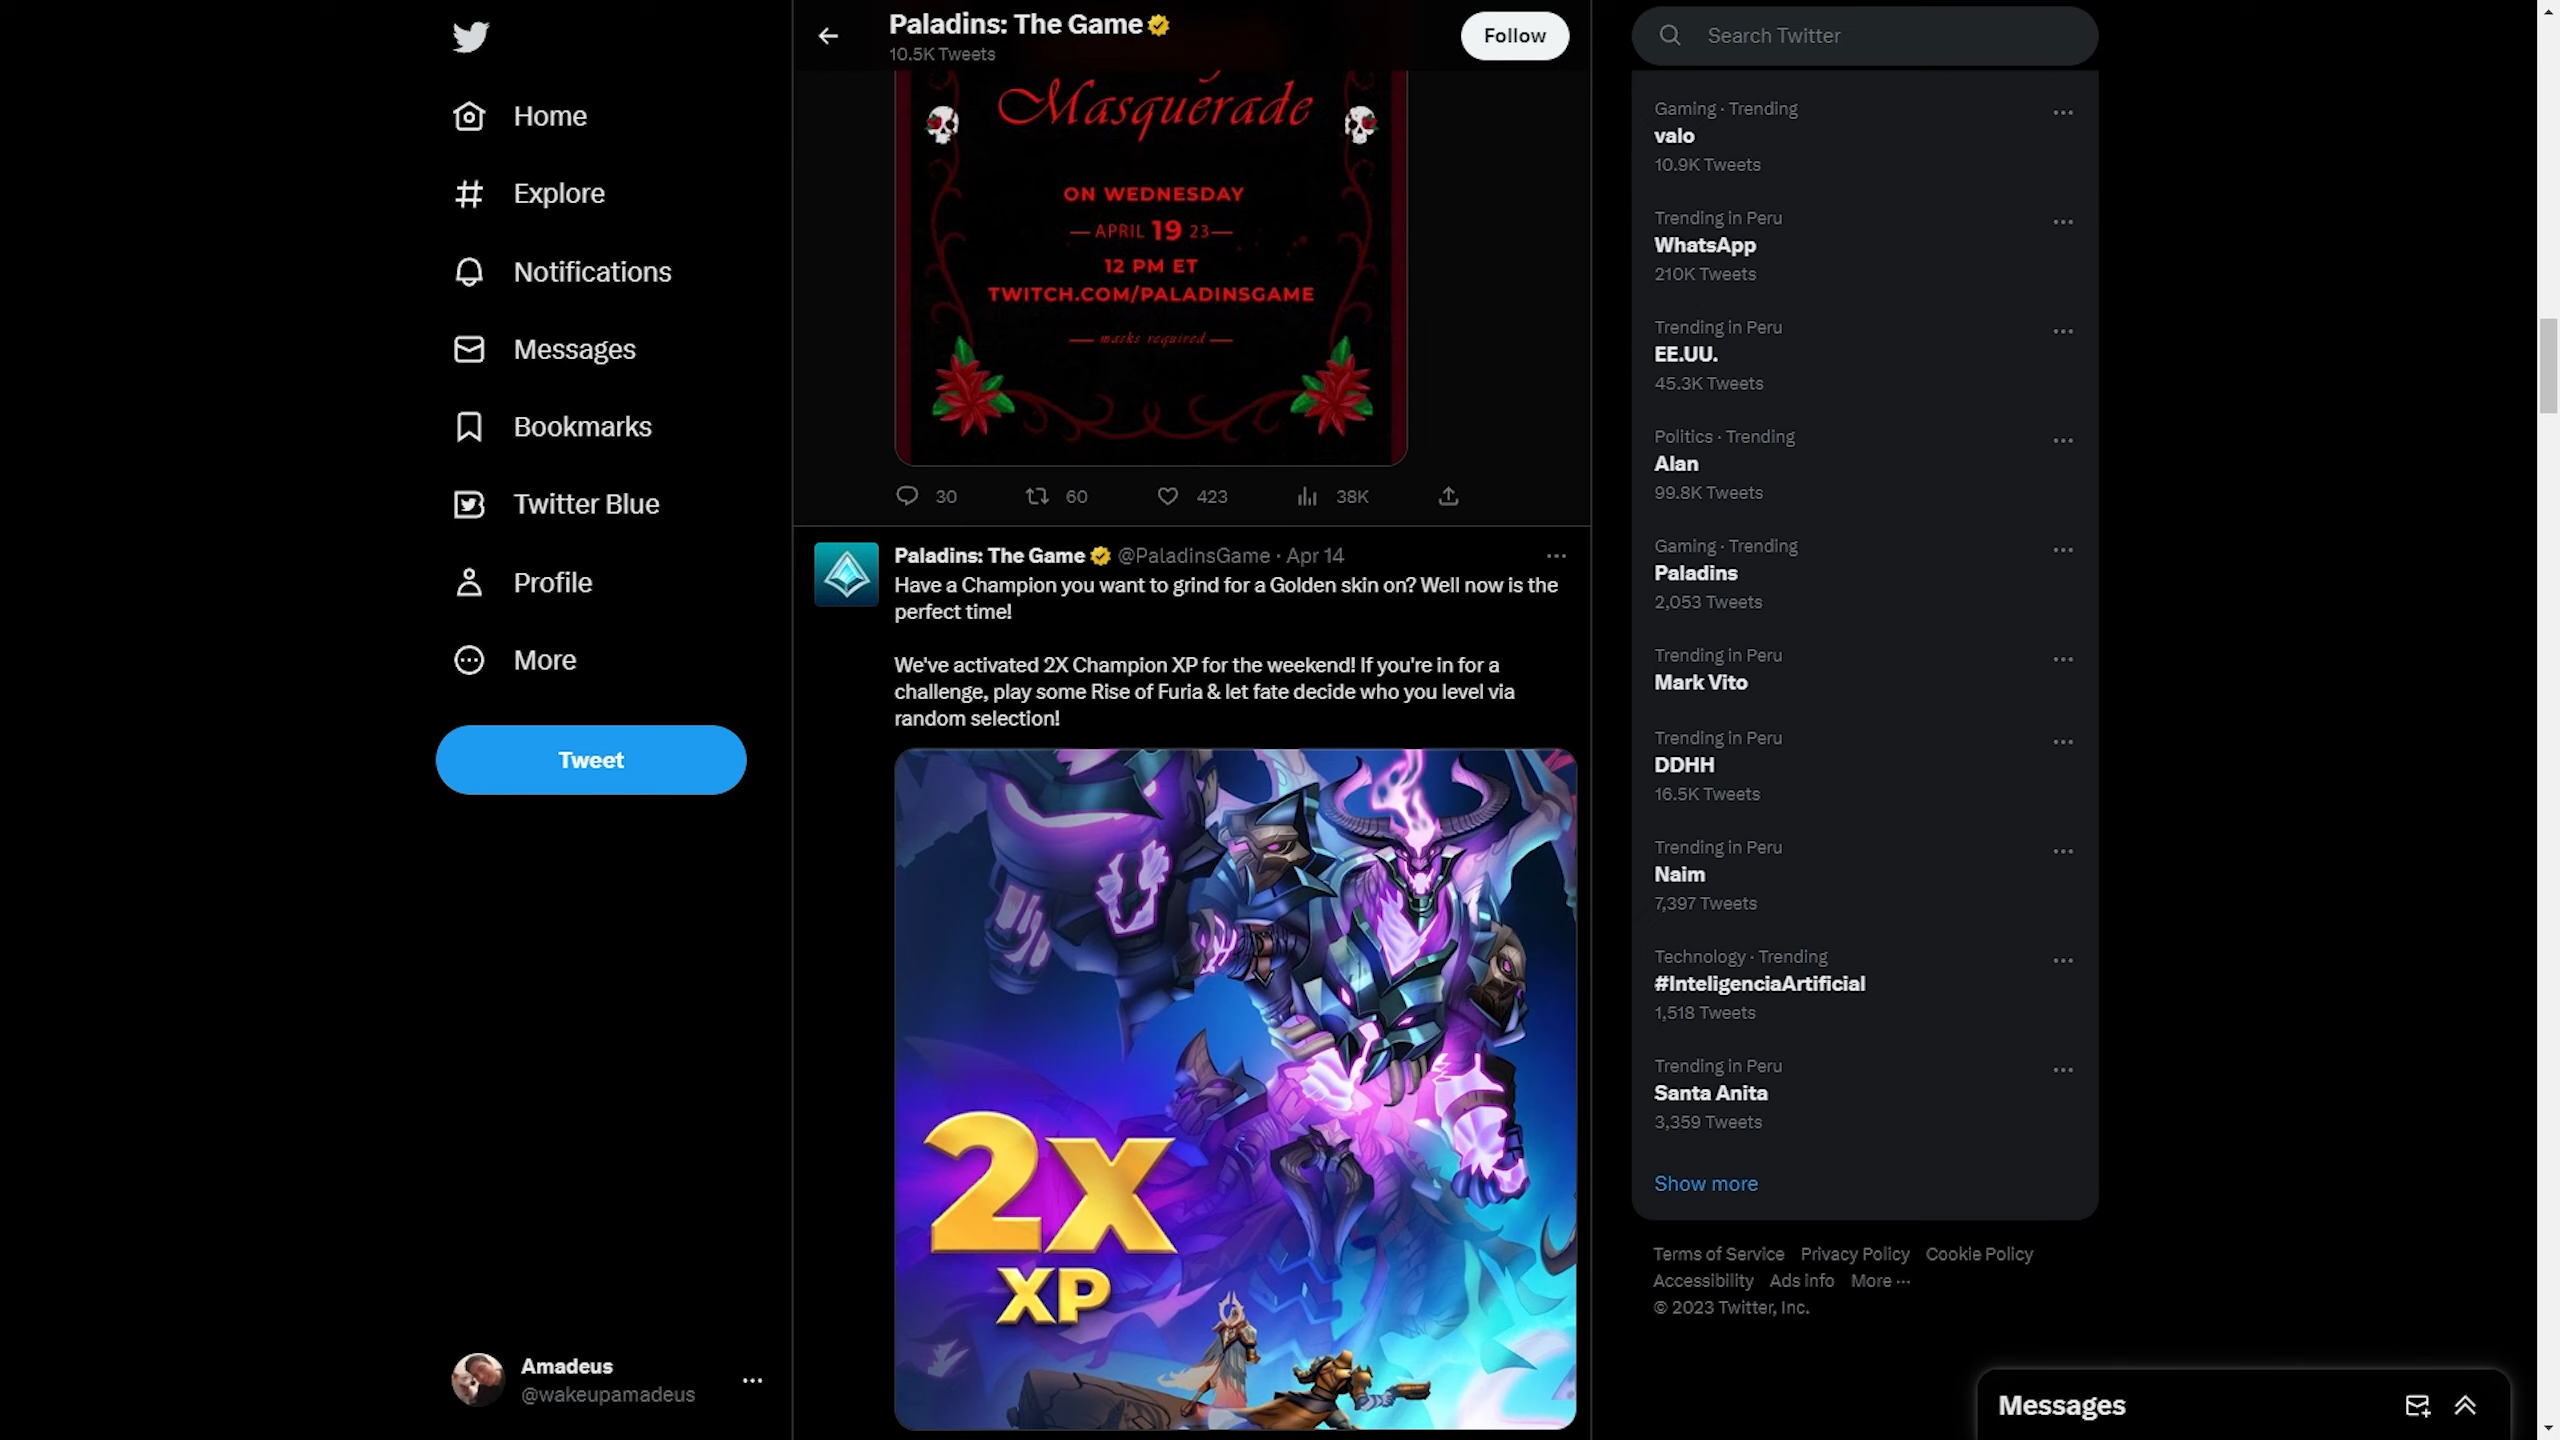 Home
Explore
Notifications
Messages
Bookmarks
Twitter Blue
Profile
More
Tweet
Amadeus
@wakeupamadeus
Paladins: The Game
10.5K Tweets
Follow
Masquerade
ON WEDNESDAY
— APRIL 19 23 —
12 PM ET
TWITCH.COM/PALADINSGAME
— masks required —
30 60 423 38K
Paladins: The Game @PaladinsGame · Apr 14
Have a Champion you want to grind for a Golden skin on? Well now is the
perfect time!
We've activated 2X Champion XP for the weekend! If you're in for a
challenge, play some Rise of Furia & let fate decide who you level via
random selection!
2X
XP
Search Twitter
Gaming · Trending
valo
10.9K Tweets
Trending in Peru
WhatsApp
210K Tweets
Trending in Peru
EE.UU.
45.3K Tweets
Politics · Trending
Alan
99.8K Tweets
Gaming · Trending
Paladins
2,053 Tweets
Trending in Peru
Mark Vito
Trending in Peru
DDHH
16.5K Tweets
Trending in Peru
Naim
7,397 Tweets
Technology · Trending
#InteligenciaArtificial
1,518 Tweets
Trending in Peru
Santa Anita
3,359 Tweets
Show more
Terms of Service Privacy Policy Cookie Policy
Accessibility Ads info More ···
© 2023 Twitter, Inc.
Messages